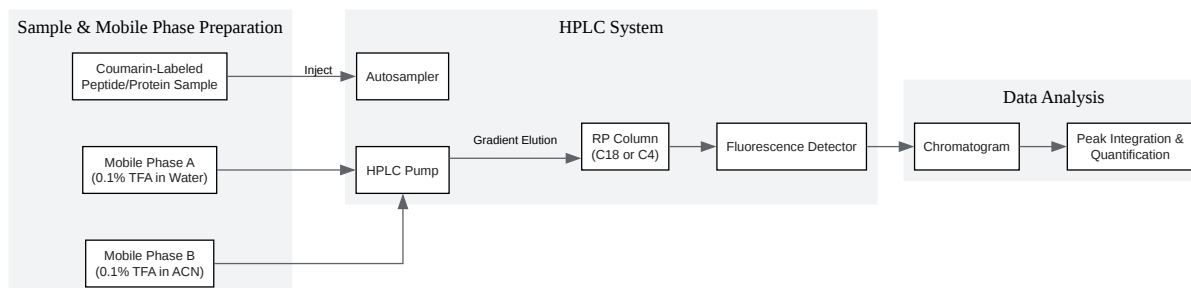 Sample & Mobile Phase Preparation
Coumarin-Labeled
Peptide/Protein Sample
Mobile Phase A
(0.1% TFA in Water)
Mobile Phase B
(0.1% TFA in ACN)
Inject
HPLC System
Autosampler
HPLC Pump
Gradient Elution
RP Column
(C18 or C4)
Fluorescence Detector
Data Analysis
Chromatogram
Peak Integration &
Quantification